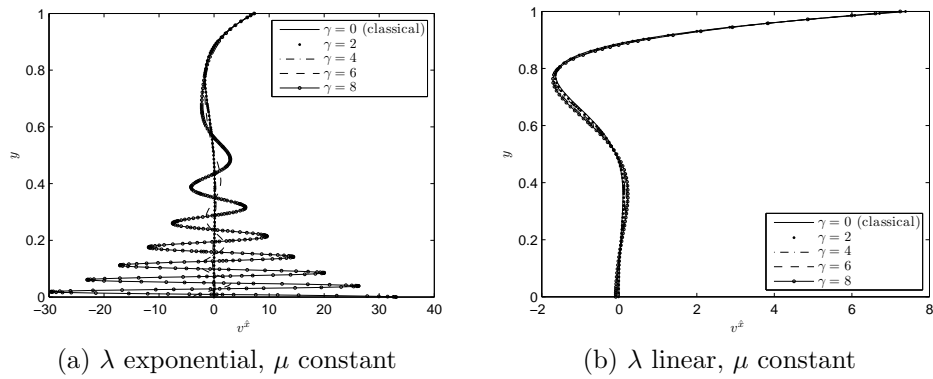 1
0.8
0.6
0.4
0.2
0
y
−30 −20 −10 0 10 20 30 40
v^x̂
γ = 0 (classical)
γ = 2
γ = 4
γ = 6
γ = 8
(a) λ exponential, μ constant
1
0.8
0.6
0.4
0.2
0
y
−2 0 2 4 6 8
v^x̂
γ = 0 (classical)
γ = 2
γ = 4
γ = 6
γ = 8
(b) λ linear, μ constant